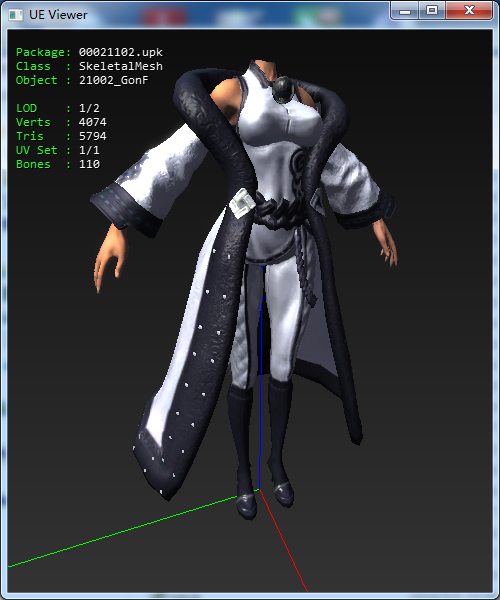 UE Viewer
Package: 00021102.upk
Class : SkeletalMesh
Object : 21002_GonF
LOD : 1/2
Verts : 4074
Tris : 5794
UV Set : 1/1
Bones : 110